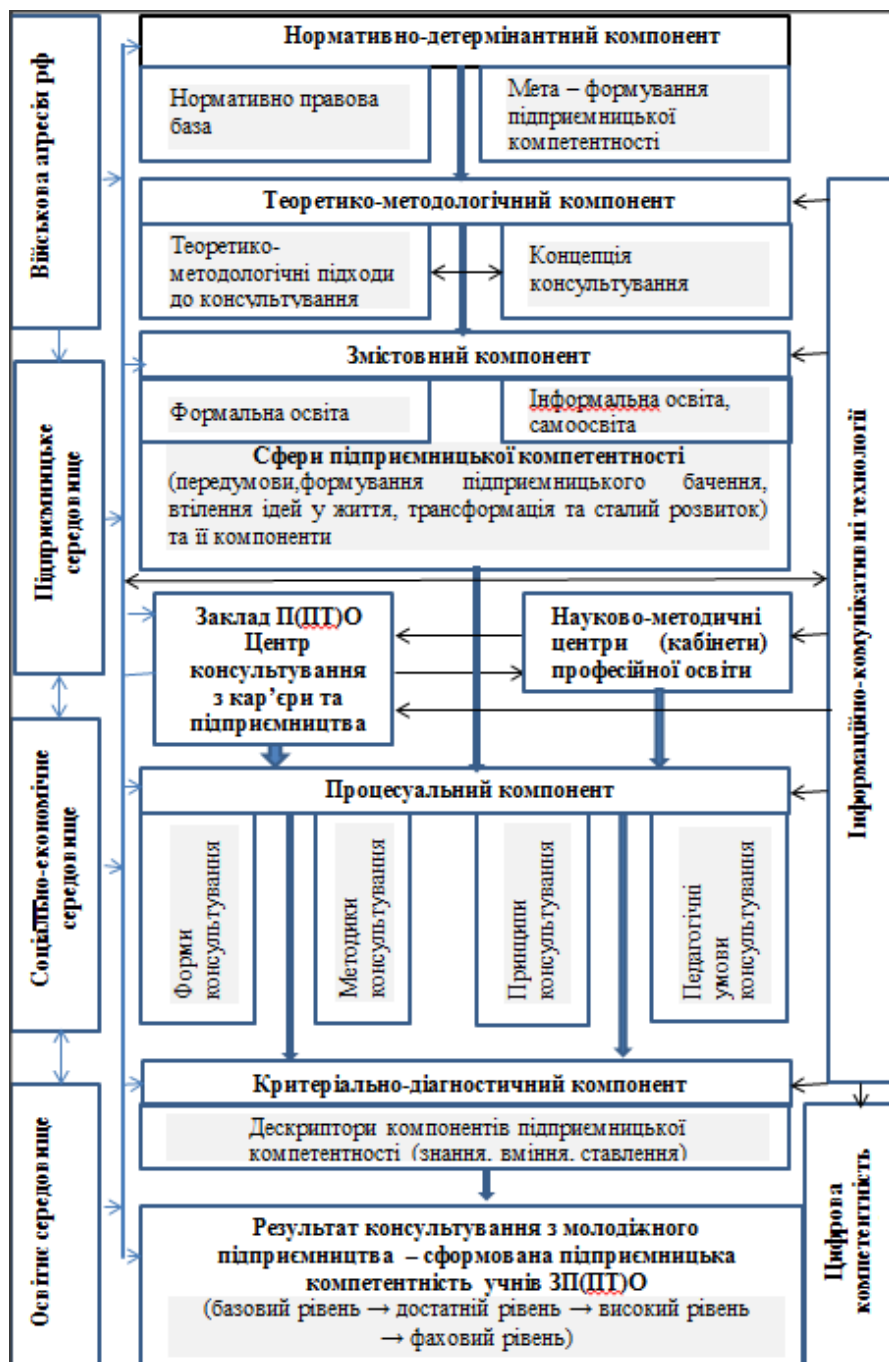 Військова агресія рф
Підприємницьке
середовище
Соціально-економічне
середовище
Освітнє середовище
Нормативно-детермінантний компонент
Нормативно правова
база
Мета – формування
підприємницької
компетентності
Теоретико-методологічний компонент
Теоретико-
методологічні підходи
до консультування
Концепція
консультування
Змістовний компонент
Формальна освіта
Інформальна освіта,
самоосвіта
Сфери підприємницької компетентності
(передумови,формування підприємницького бачення,
втілення ідей у життя, трансформація та сталий розвиток)
та її компоненти
Заклад П(ПТ)О
Центр
консультування
з кар’єри та
підприємництва
Науково-методичні
центри (кабінети)
професійної освіти
Процесуальний компонент
Форми
консультування
Методики
консультування
Принципи
консультування
Педагогічні
умови
консультування
Критеріально-діагностичний компонент
Дескриптори компонентів підприємницької
компетентності (знання, вміння, ставлення)
Результат консультування з молодіжного
підприємництва – сформована підприємницька
компетентність учнів ЗП(ПТ)О
(базовий рівень → достатній рівень → високий рівень
→ фаховий рівень)
Інформаційно-комунікативні технології
Цифрова
компетентність